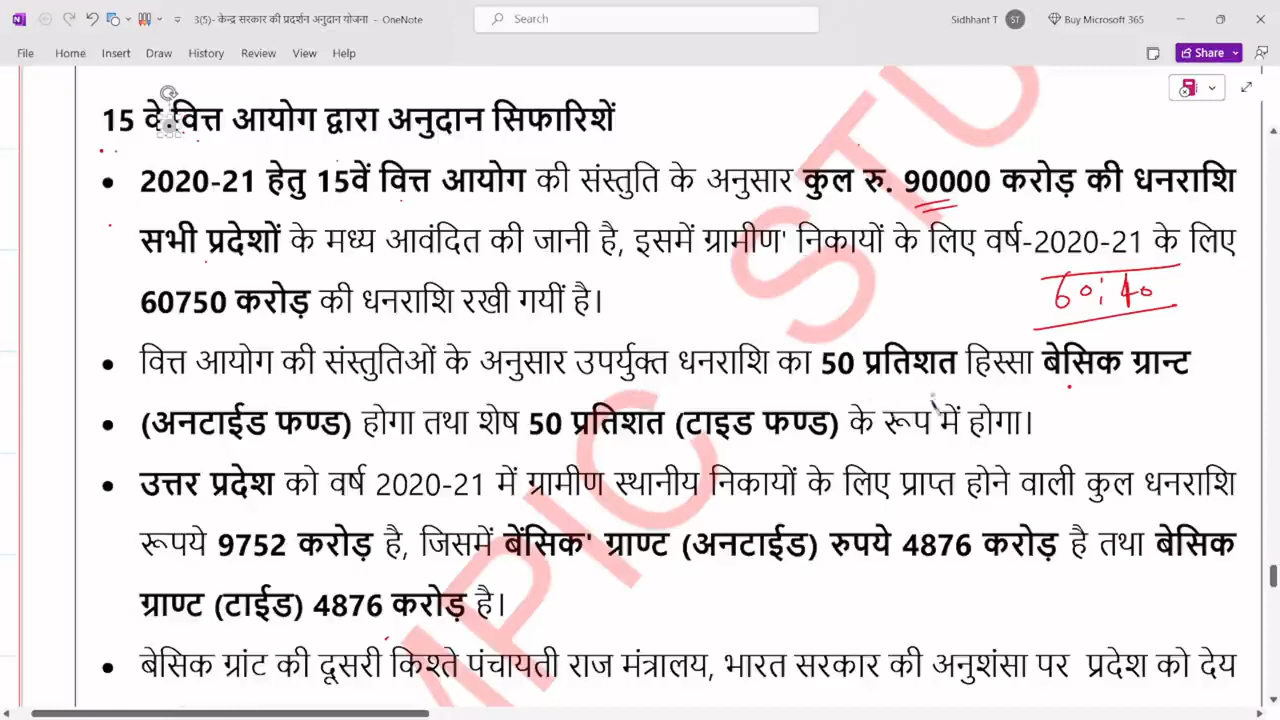 3(5)- केन्द्र सरकार की प्रदर्शन अनुदान योजना - OneNote
Search
Sidhhant T
ST
Buy Microsoft 365
File Home Insert Draw History Review View Help
Share
15 वे वित्त आयोग द्वारा अनुदान सिफारिशें
• 2020-21 हेतु 15वें वित्त आयोग की संस्तुति के अनुसार कुल रु. 90000 करोड़ की धनराशि
सभी प्रदेशों के मध्य आवंदित की जानी है, इसमें ग्रामीण' निकायों के लिए वर्ष-2020-21 के लिए
60750 करोड़ की धनराशि रखी गयीं है।
60:40
• वित्त आयोग की संस्तुतिओं के अनुसार उपर्युक्त धनराशि का 50 प्रतिशत हिस्सा बेसिक ग्रान्ट
• (अनटाईड फण्ड) होगा तथा शेष 50 प्रतिशत (टाइड फण्ड) के रूप में होगा।
• उत्तर प्रदेश को वर्ष 2020-21 में ग्रामीण स्थानीय निकायों के लिए प्राप्त होने वाली कुल धनराशि
रूपये 9752 करोड़ है, जिसमें बेंसिक' ग्राण्ट (अनटाईड) रुपये 4876 करोड़ है तथा बेसिक
ग्राण्ट (टाईड) 4876 करोड़ है।
• बेसिक ग्रांट की दूसरी किश्ते पंचायती राज मंत्रालय, भारत सरकार की अनुशंसा पर प्रदेश को देय
MPIC STU